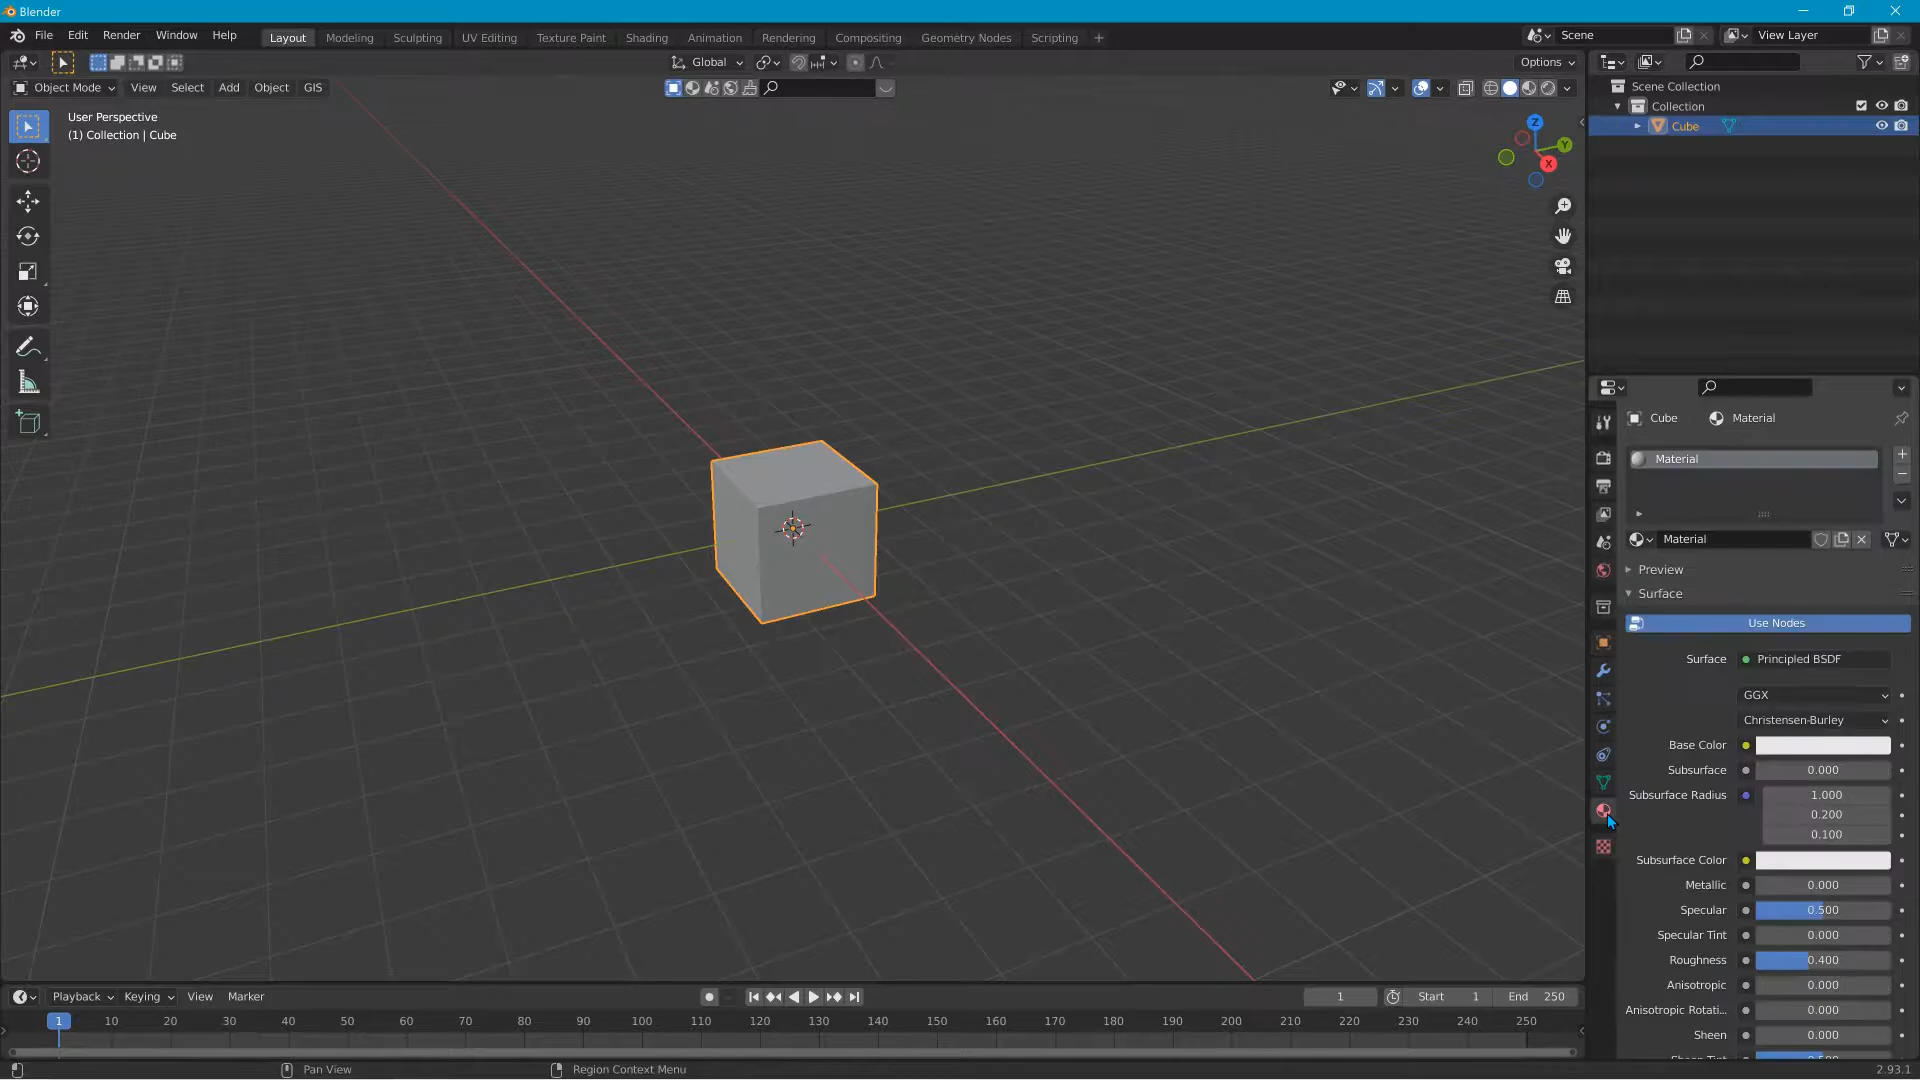 Blender
File Edit Render Window Help
Layout Modeling Sculpting UV Editing Texture Paint Shading Animation Rendering Compositing Geometry Nodes Scripting +
Scene
View Layer
Global
Options
Object Mode View Select Add Object GIS
User Perspective
(1) Collection | Cube
Z
Y
X
Scene Collection
Collection
Cube
Cube Material
Material
Material
Preview
Surface
Use Nodes
Surface Principled BSDF
GGX
Christensen-Burley
Base Color
Subsurface 0.000
Subsurface Radius 1.000
0.200
0.100
Subsurface Color
Metallic 0.000
Specular 0.500
Specular Tint 0.000
Roughness 0.400
Anisotropic 0.000
Anisotropic Rotati... 0.000
Sheen 0.000
Playback Keying View Marker
1 Start 1 End 250
1 10 20 30 40 50 60 70 80 90 100 110 120 130 140 150 160 170 180 190 200 210 220 230 240 250
Pan View Region Context Menu 2.93.1